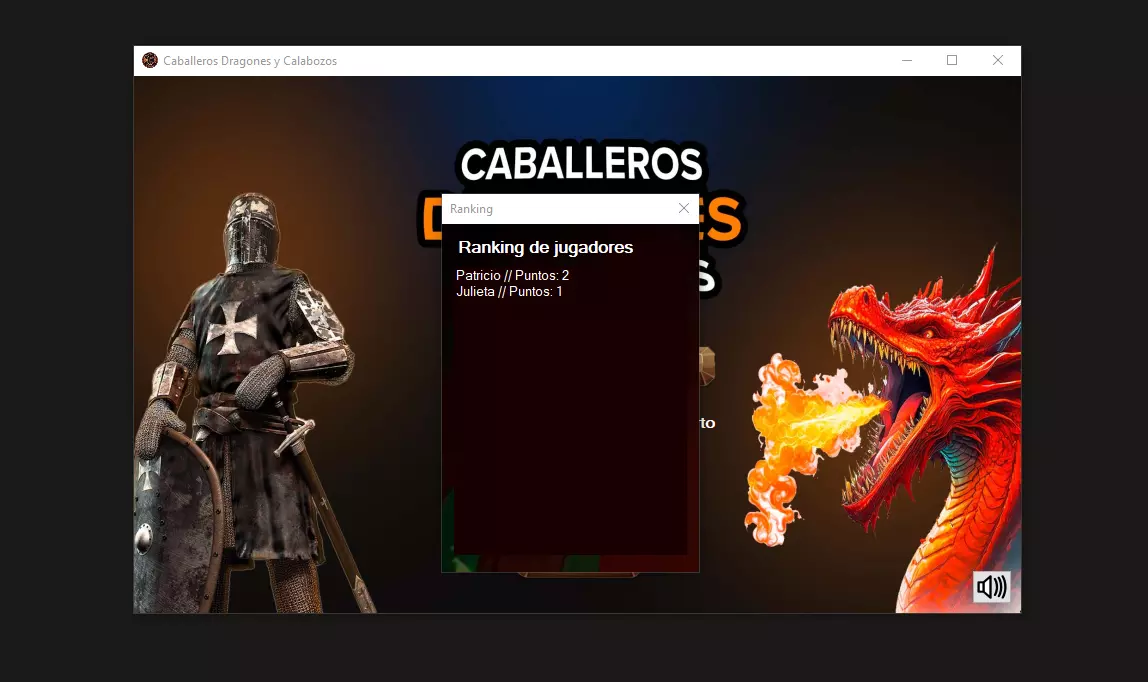 Caballeros Dragones y Calabozos
CABALLEROS
Ranking
Ranking de jugadores
Patricio // Puntos: 2
Julieta // Puntos: 1